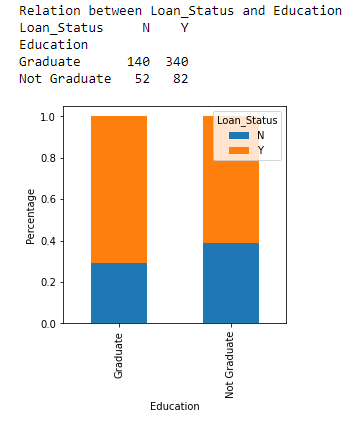 Relation between Loan_Status and Education
Loan_Status N Y
Education
Graduate 140 340
Not Graduate 52 82
1.0
0.8
0.6
0.4
0.2
0.0
Percentage
Loan_Status
N
Y
Graduate
Not Graduate
Education